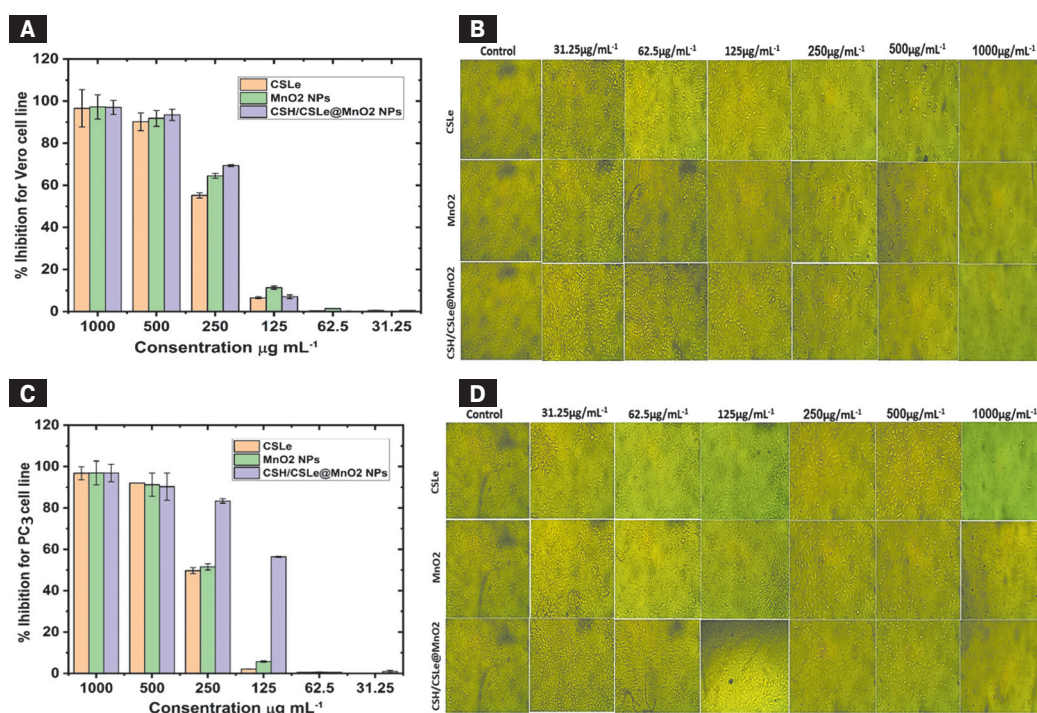 A
120
100
80
60
40
20
0
% Ihibition for Vero cell line
CSLe
MnO2 NPs
CSH/CSLe@MnO2 NPs
1000 500 250 125 62.5 31.25
Consentration µg mL⁻¹
B
Control 31.25µg/mL⁻¹ 62.5µg/mL⁻¹ 125µg/mL⁻¹ 250µg/mL⁻¹ 500µg/mL⁻¹ 1000µg/mL⁻¹
CSLe
MnO2
CSH/CSLe@MnO2
C
120
100
80
60
40
20
0
% Ihibition for PC₃ cell line
CSLe
MnO2 NPs
CSH/CSLe@MnO2 NPs
1000 500 250 125 62.5 31.25
Consentration µg mL⁻¹
D
Control 31.25µg/mL⁻¹ 62.5µg/mL⁻¹ 125µg/mL⁻¹ 250µg/mL⁻¹ 500µg/mL⁻¹ 1000µg/mL⁻¹
CSLe
MnO2
CSH/CSLe@MnO2